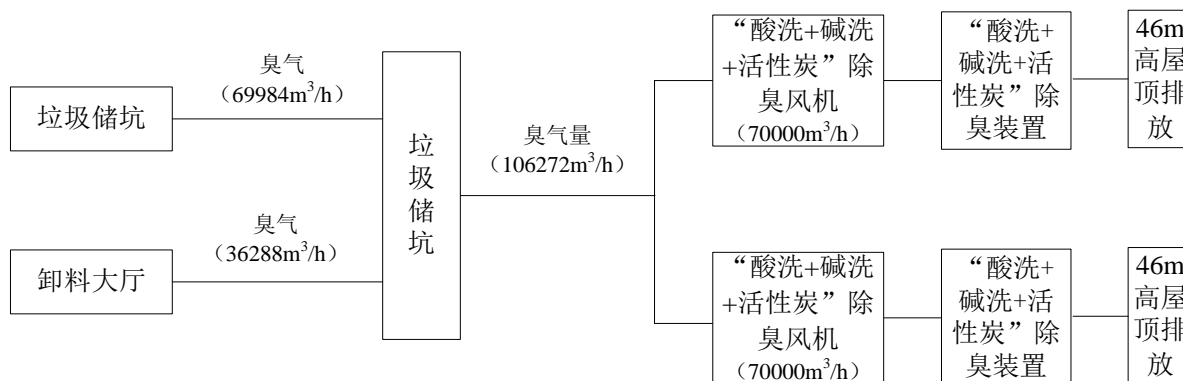 垃圾储坑
臭气
（69984m³/h）
卸料大厅
臭气
（36288m³/h）
垃
圾
储
坑
臭气量
（106272m³/h）
“酸洗+碱洗
+活性炭”除
臭风机
（70000m³/h）
“酸洗+
碱洗+活
性炭”除
臭装置
46m
高屋
顶排
放
“酸洗+碱洗
+活性炭”除
臭风机
（70000m³/h）
“酸洗+
碱洗+活
性炭”除
臭装置
46m
高屋
顶排
放